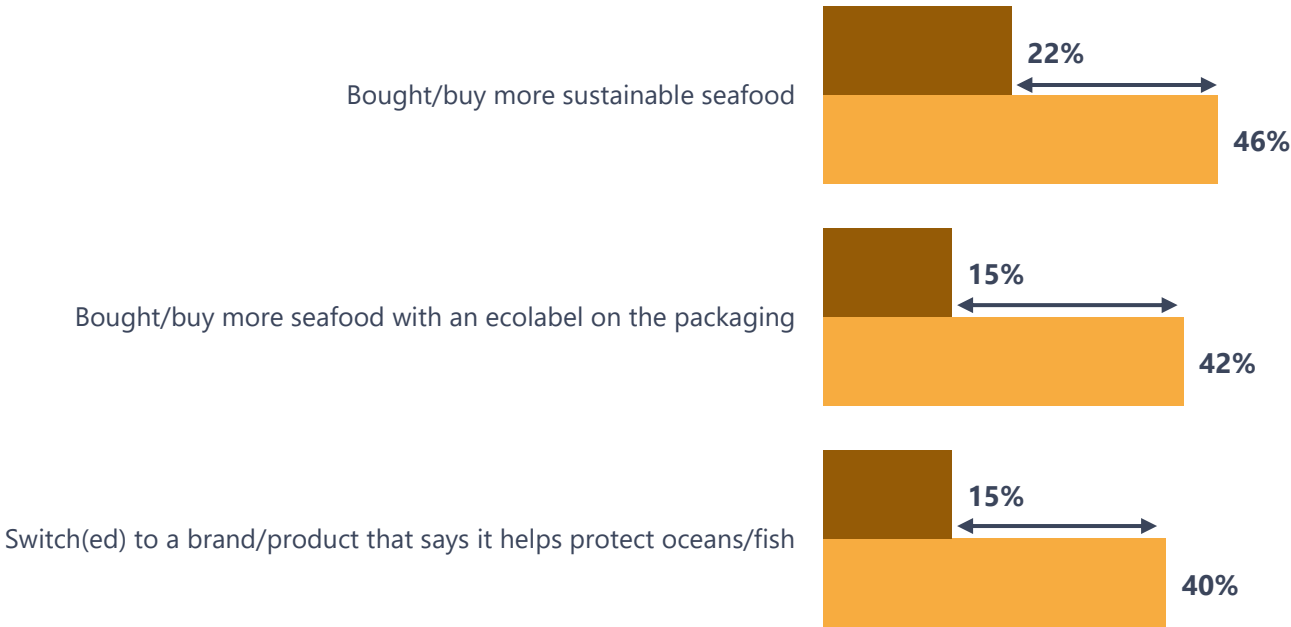 22%
Bought/buy more sustainable seafood
46%
15%
Bought/buy more seafood with an ecolabel on the packaging
42%
15%
Switch(ed) to a brand/product that says it helps protect oceans/fish
40%